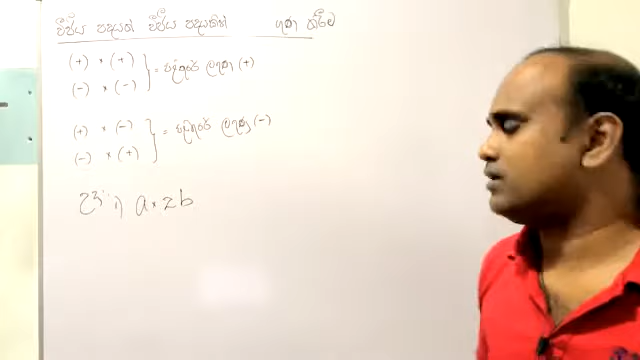 වීජීය පදයක් වීජීය පදයකින් ගුණ කිරීම
(+) × (+)
(-) × (-) } = පිළිතුරේ ලකුණ (+)
(+) × (-)
(-) × (+) } = පිළිතුරේ ලකුණ (-)
උදා:- i) a × 2b